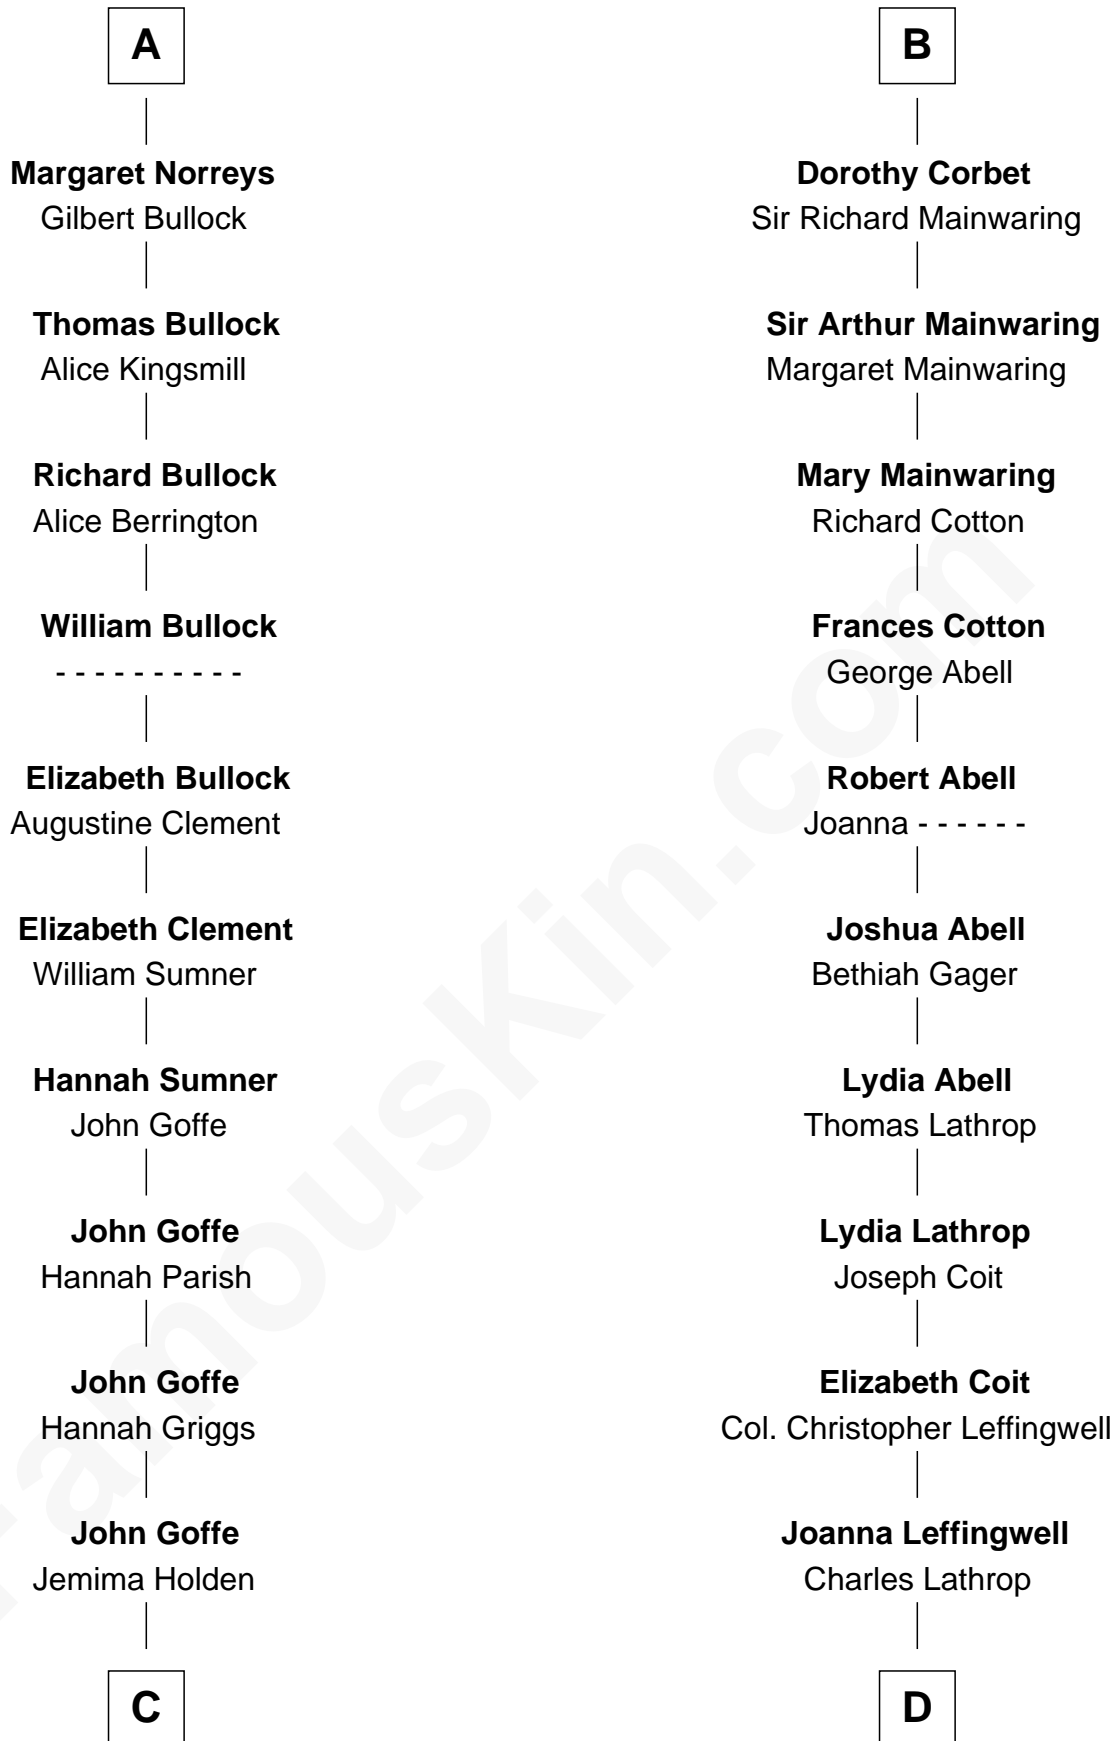 A
Margaret Norreys
Gilbert Bullock
Thomas Bullock
Alice Kingsmill
Richard Bullock
Alice Berrington
William Bullock
- - - - - - - - - -
Elizabeth Bullock
Augustine Clement
Elizabeth Clement
William Sumner
Hannah Sumner
John Goffe
John Goffe
Hannah Parish
John Goffe
Hannah Griggs
John Goffe
Jemima Holden
C
B
Dorothy Corbet
Sir Richard Mainwaring
Sir Arthur Mainwaring
Margaret Mainwaring
Mary Mainwaring
Richard Cotton
Frances Cotton
George Abell
Robert Abell
Joanna - - - - - -
Joshua Abell
Bethiah Gager
Lydia Abell
Thomas Lathrop
Lydia Lathrop
Joseph Coit
Elizabeth Coit
Col. Christopher Leffingwell
Joanna Leffingwell
Charles Lathrop
D
FamousKin.com